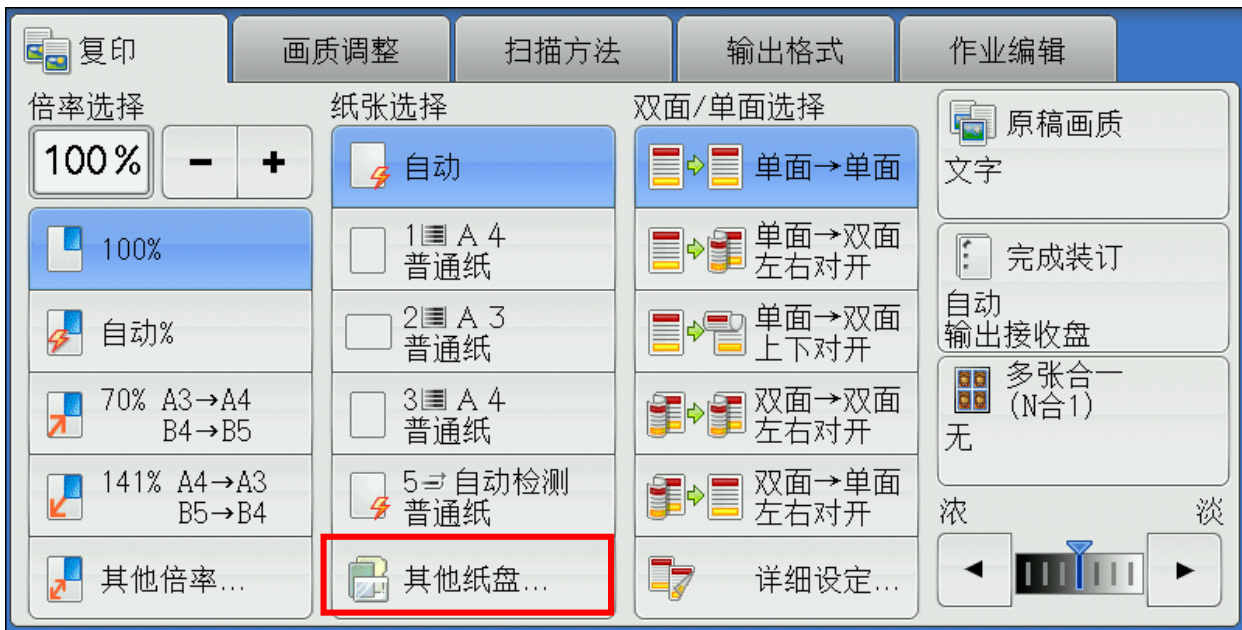 复印
画质调整
扫描方法
输出格式
作业编辑
倍率选择
100%
-
+
100%
自动%
70% A3→A4
B4→B5
141% A4→A3
B5→B4
其他倍率...
纸张选择
自动
1 A4
普通纸
2 A3
普通纸
3 A4
普通纸
5 自动检测
普通纸
其他纸盘...
双面/单面选择
单面→单面
单面→双面
左右对开
单面→双面
上下对开
双面→双面
左右对开
双面→单面
左右对开
详细设定...
原稿画质
文字
完成装订
自动
输出接收盘
多张合一
(N合1)
无
浓
淡